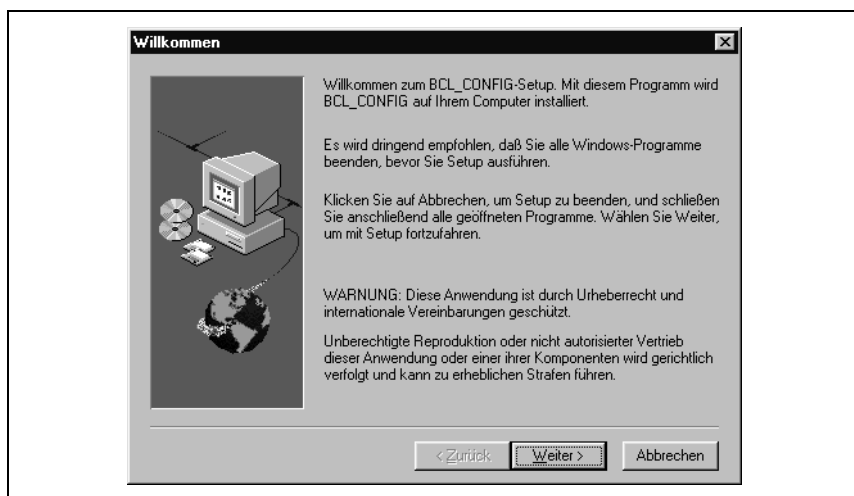 Willkommen
Willkommen zum BCL_CONFIG-Setup. Mit diesem Programm wird
BCL_CONFIG auf Ihrem Computer installiert.
Es wird dringend empfohlen, daß Sie alle Windows-Programme
beenden, bevor Sie Setup ausführen.
Klicken Sie auf Abbrechen, um Setup zu beenden, und schließen
Sie anschließend alle geöffneten Programme. Wählen Sie Weiter,
um mit Setup fortzufahren.
WARNUNG: Diese Anwendung ist durch Urheberrecht und
internationale Vereinbarungen geschützt.
Unberechtigte Reproduktion oder nicht autorisierter Vertrieb
dieser Anwendung oder einer ihrer Komponenten wird gerichtlich
verfolgt und kann zu erheblichen Strafen führen.
< Zurück Weiter > Abbrechen